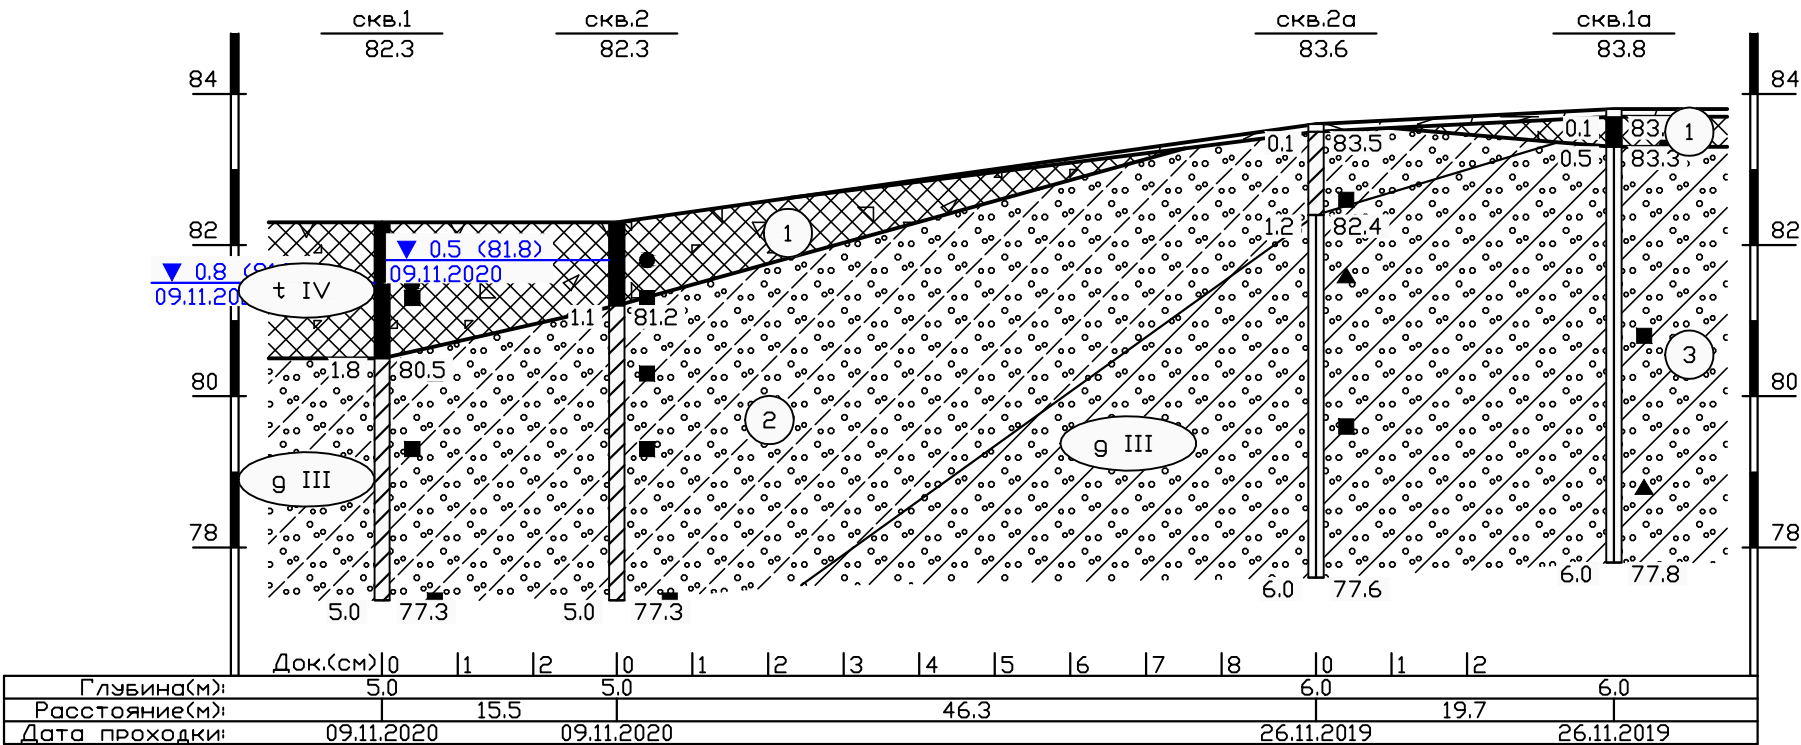 скв.1 скв.2 скв.2а скв.1а
82.3 82.3 83.6 83.8
84 84
0.1 83. 1
0.1 83.5 0.5 83.3
82 1 1.2 82.4 82
0.5 (81.8)
09.11.2020
0.8
09.11.20
t IV
1.1 81.2
1.8 80.5 3
80 80
2
g III
g III
78 78
5.0 77.3 5.0 77.3 6.0 77.6 6.0 77.8
Док.(см) 0 1 2 0 1 2 3 4 5 6 7 8 0 1 2
Глубина(м): 5.0 5.0 6.0 6.0
Расстояние(м): 15.5 46.3 19.7
Дата проходки: 09.11.2020 09.11.2020 26.11.2019 26.11.2019